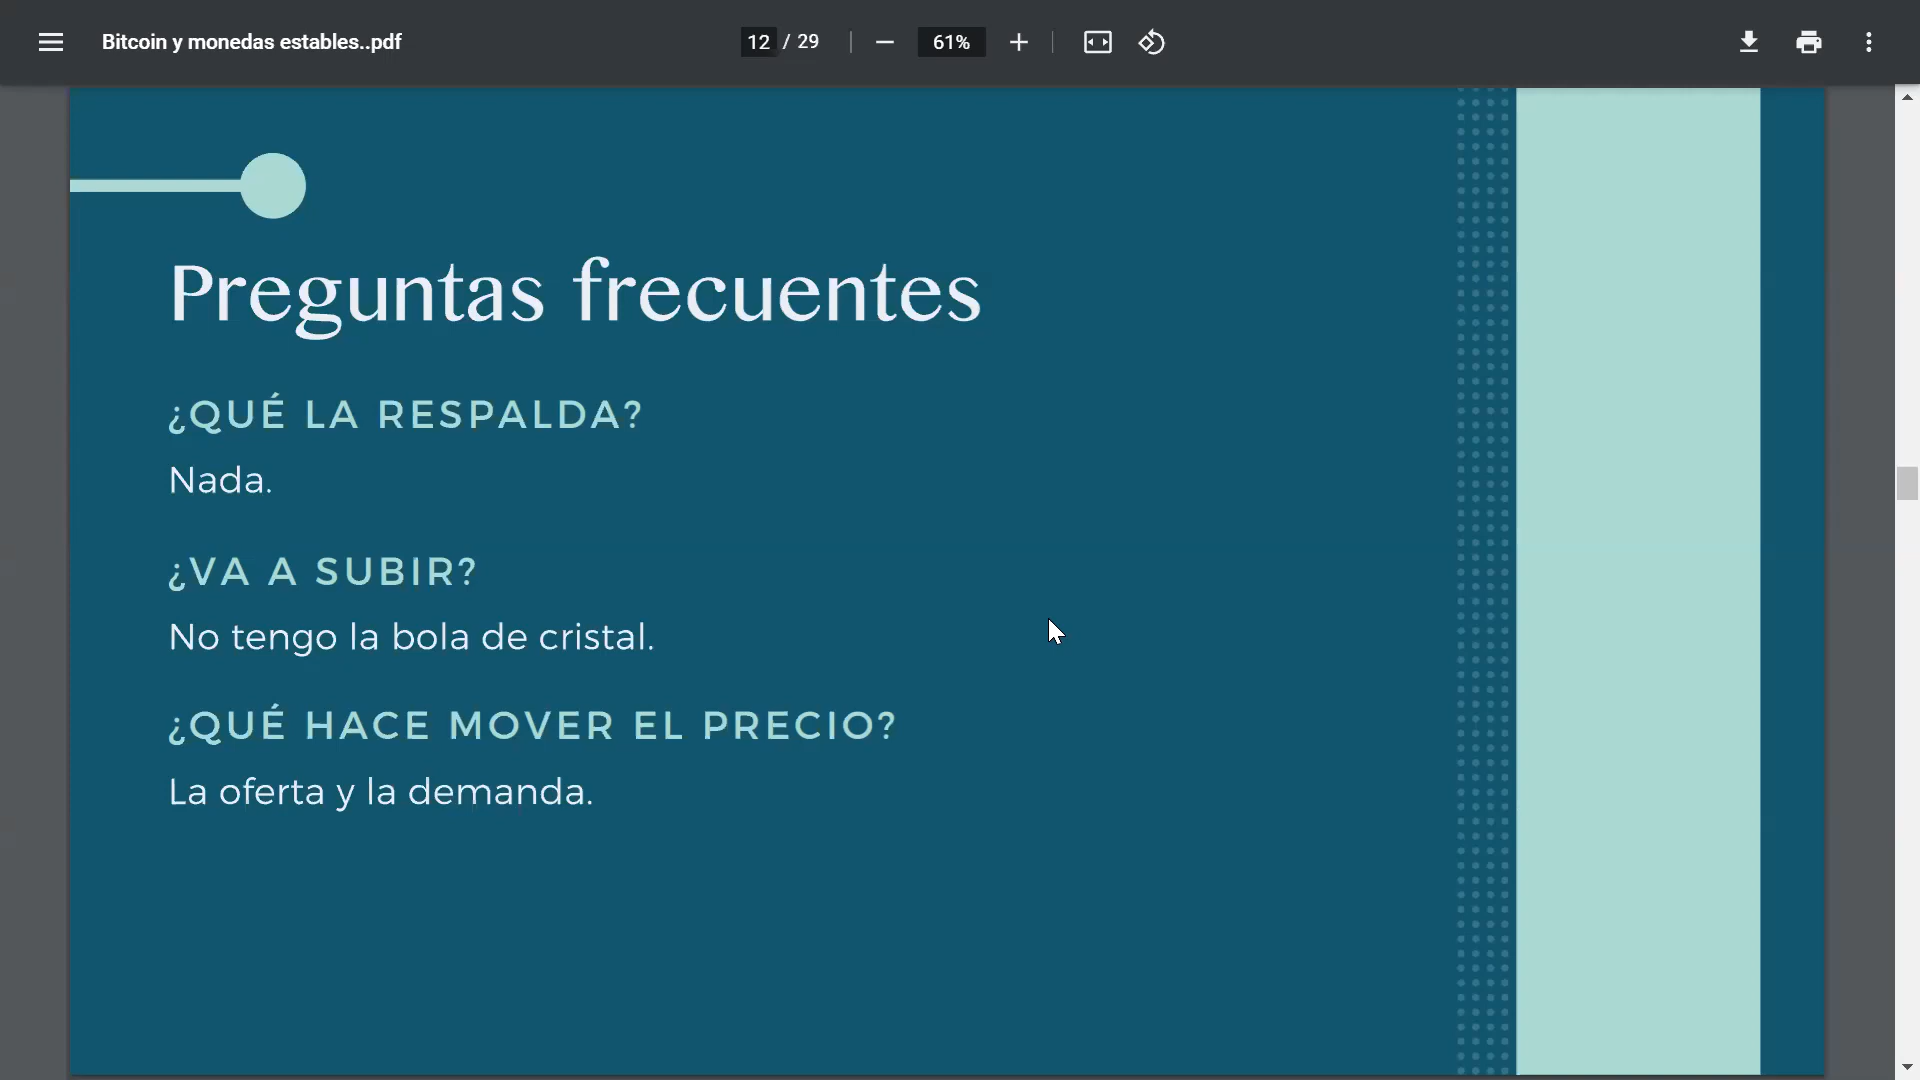 Bitcoin y monedas estables..pdf
12 / 29
61%
Preguntas frecuentes
¿QUÉ LA RESPALDA?
Nada.
¿VA A SUBIR?
No tengo la bola de cristal.
¿QUÉ HACE MOVER EL PRECIO?
La oferta y la demanda.